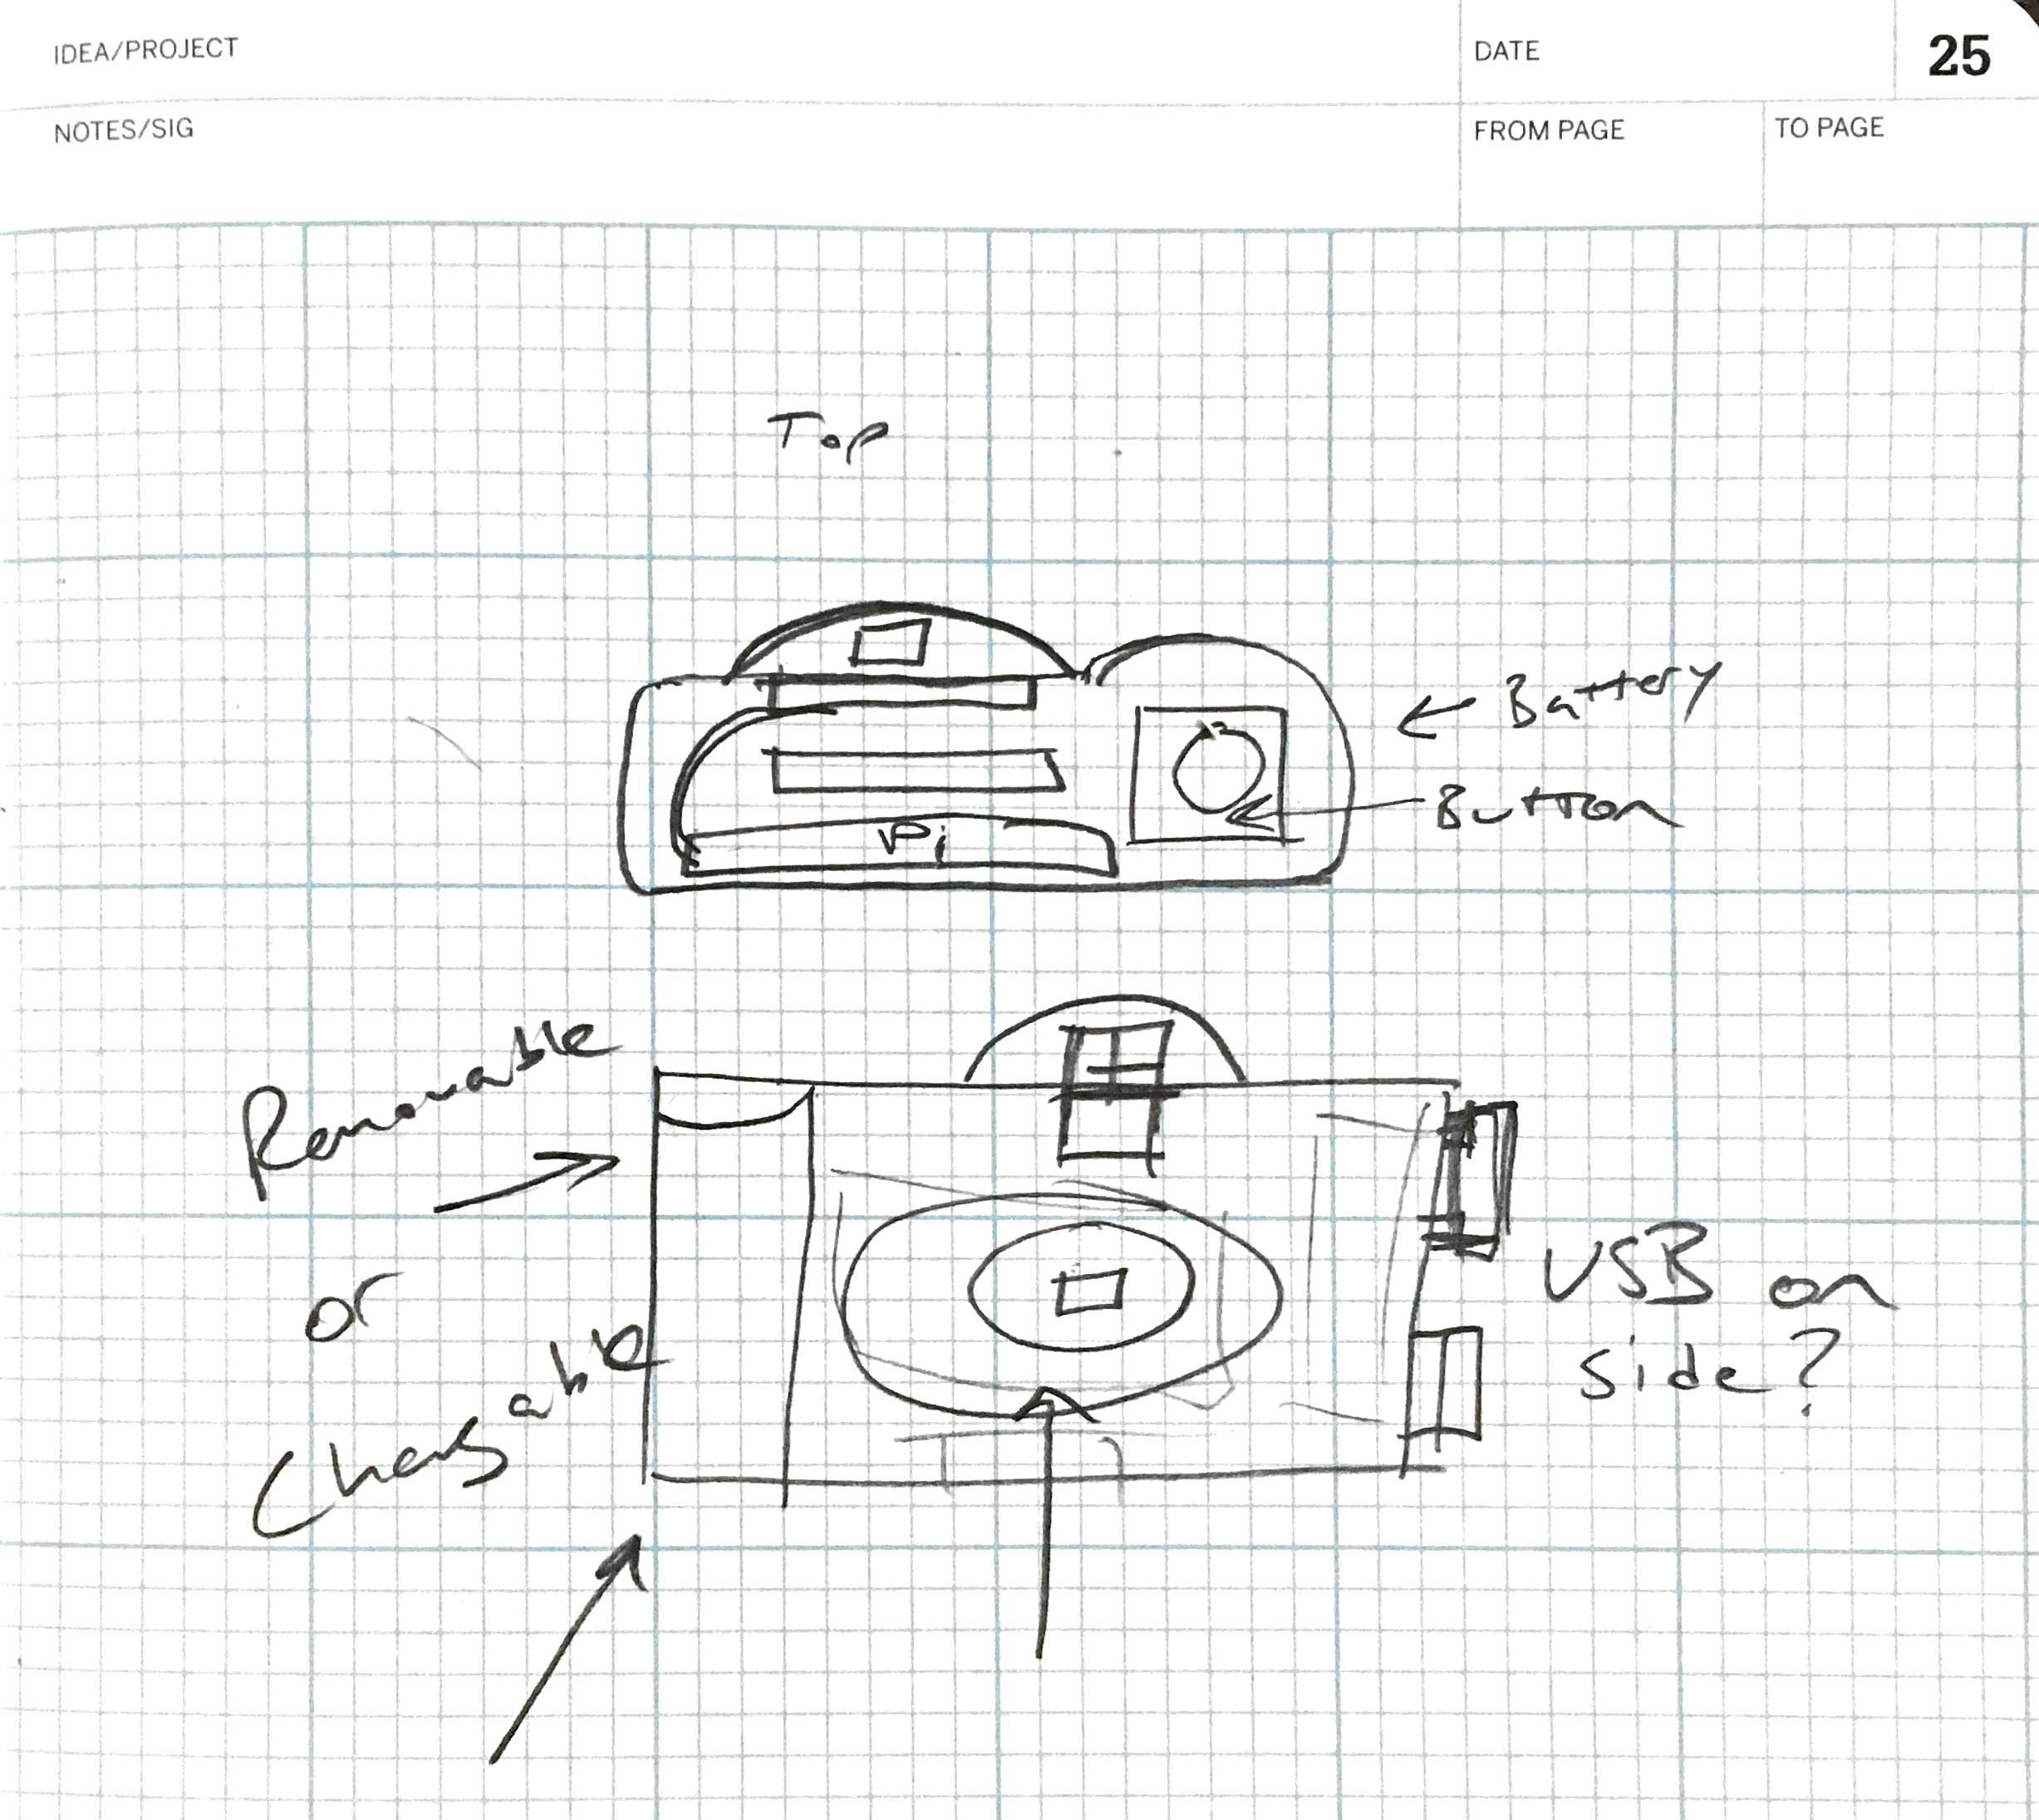 IDEA/PROJECT
DATE
25
NOTES/SIG
FROM PAGE
TO PAGE
Top
Battery
Button
Pi
Removable
or
Chargable
USB on
side?